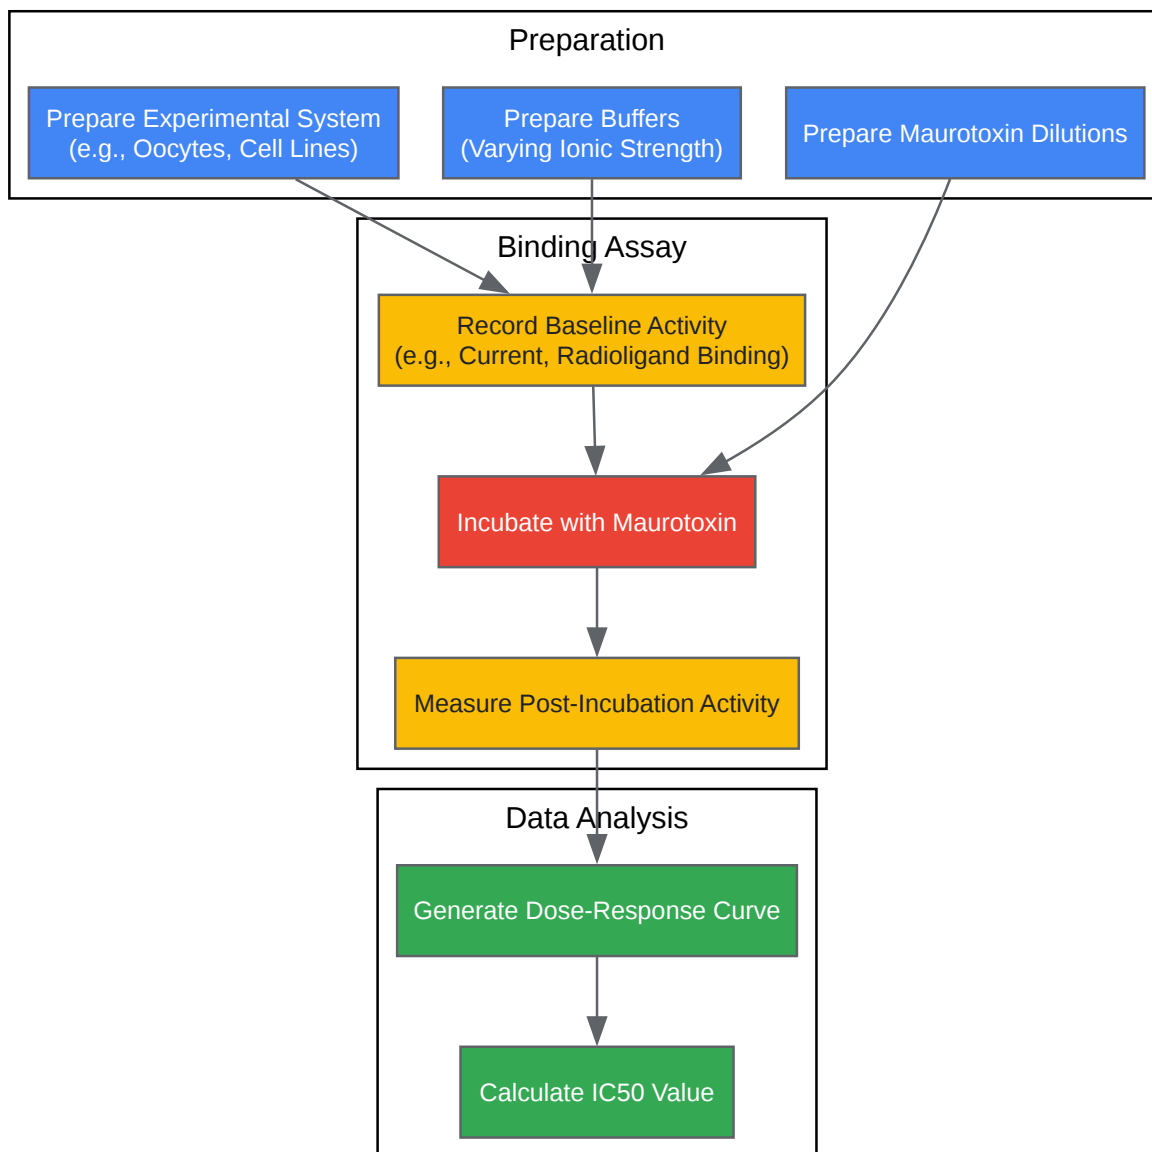 Preparation
Prepare Experimental System
(e.g., Oocytes, Cell Lines)
Prepare Buffers
(Varying Ionic Strength)
Prepare Maurotoxin Dilutions
Binding Assay
Record Baseline Activity
(e.g., Current, Radioligand Binding)
Incubate with Maurotoxin
Measure Post-Incubation Activity
Data Analysis
Generate Dose-Response Curve
Calculate IC50 Value